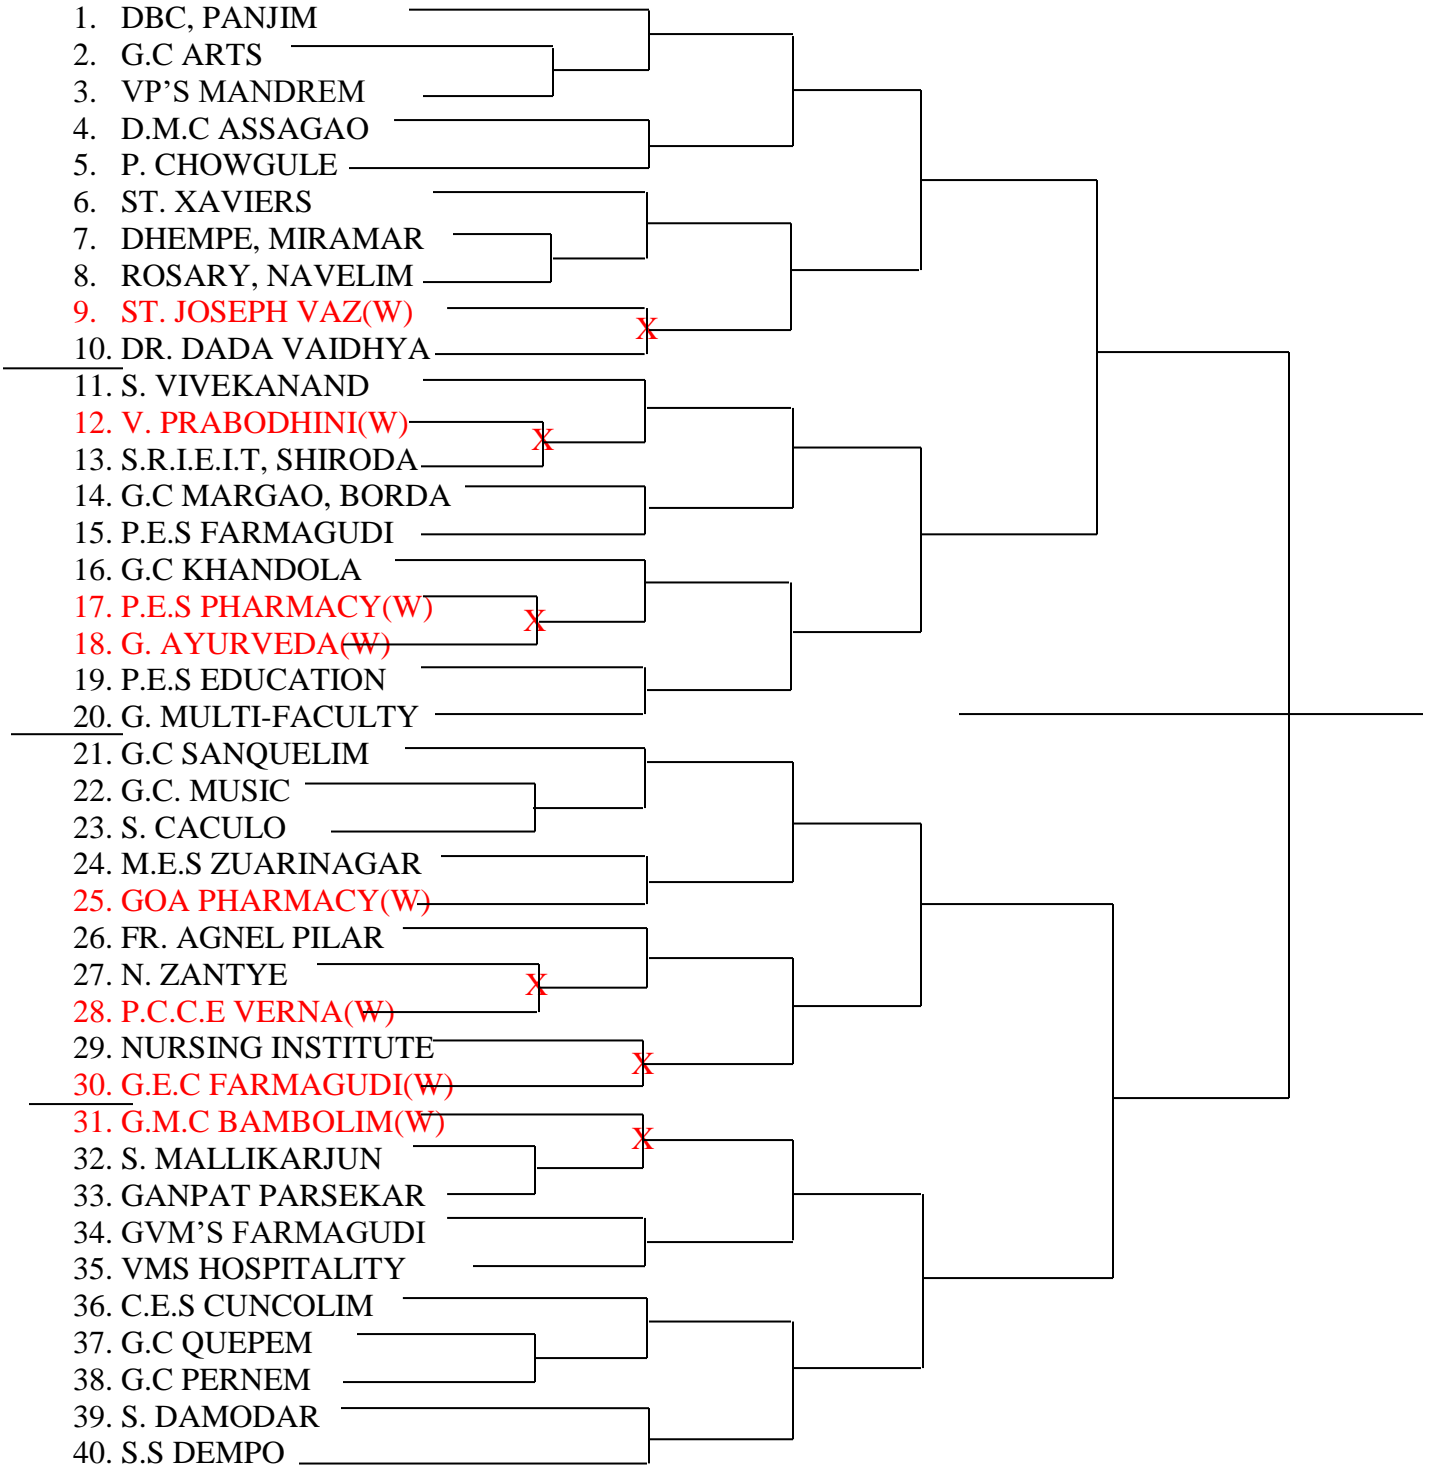 1. DBC, PANJIM
2. G.C ARTS
3. VP’S MANDREM
4. D.M.C ASSAGAO
5. P. CHOWGULE
6. ST. XAVIERS
7. DHEMPE, MIRAMAR
8. ROSARY, NAVELIM
9. ST. JOSEPH VAZ(W)
X
10. DR. DADA VAIDHYA
11. S. VIVEKANAND
12. V. PRABODHINI(W)
X
13. S.R.I.E.I.T, SHIRODA
14. G.C MARGAO, BORDA
15. P.E.S FARMAGUDI
16. G.C KHANDOLA
17. P.E.S PHARMACY(W)
X
18. G. AYURVEDA(W)
19. P.E.S EDUCATION
20. G. MULTI-FACULTY
21. G.C SANQUELIM
22. G.C. MUSIC
23. S. CACULO
24. M.E.S ZUARINAGAR
25. GOA PHARMACY(W)
26. FR. AGNEL PILAR
27. N. ZANTYE
X
28. P.C.C.E VERNA(W)
29. NURSING INSTITUTE
X
30. G.E.C FARMAGUDI(W)
31. G.M.C BAMBOLIM(W)
X
32. S. MALLIKARJUN
33. GANPAT PARSEKAR
34. GVM’S FARMAGUDI
35. VMS HOSPITALITY
36. C.E.S CUNCOLIM
37. G.C QUEPEM
38. G.C PERNEM
39. S. DAMODAR
40. S.S DEMPO